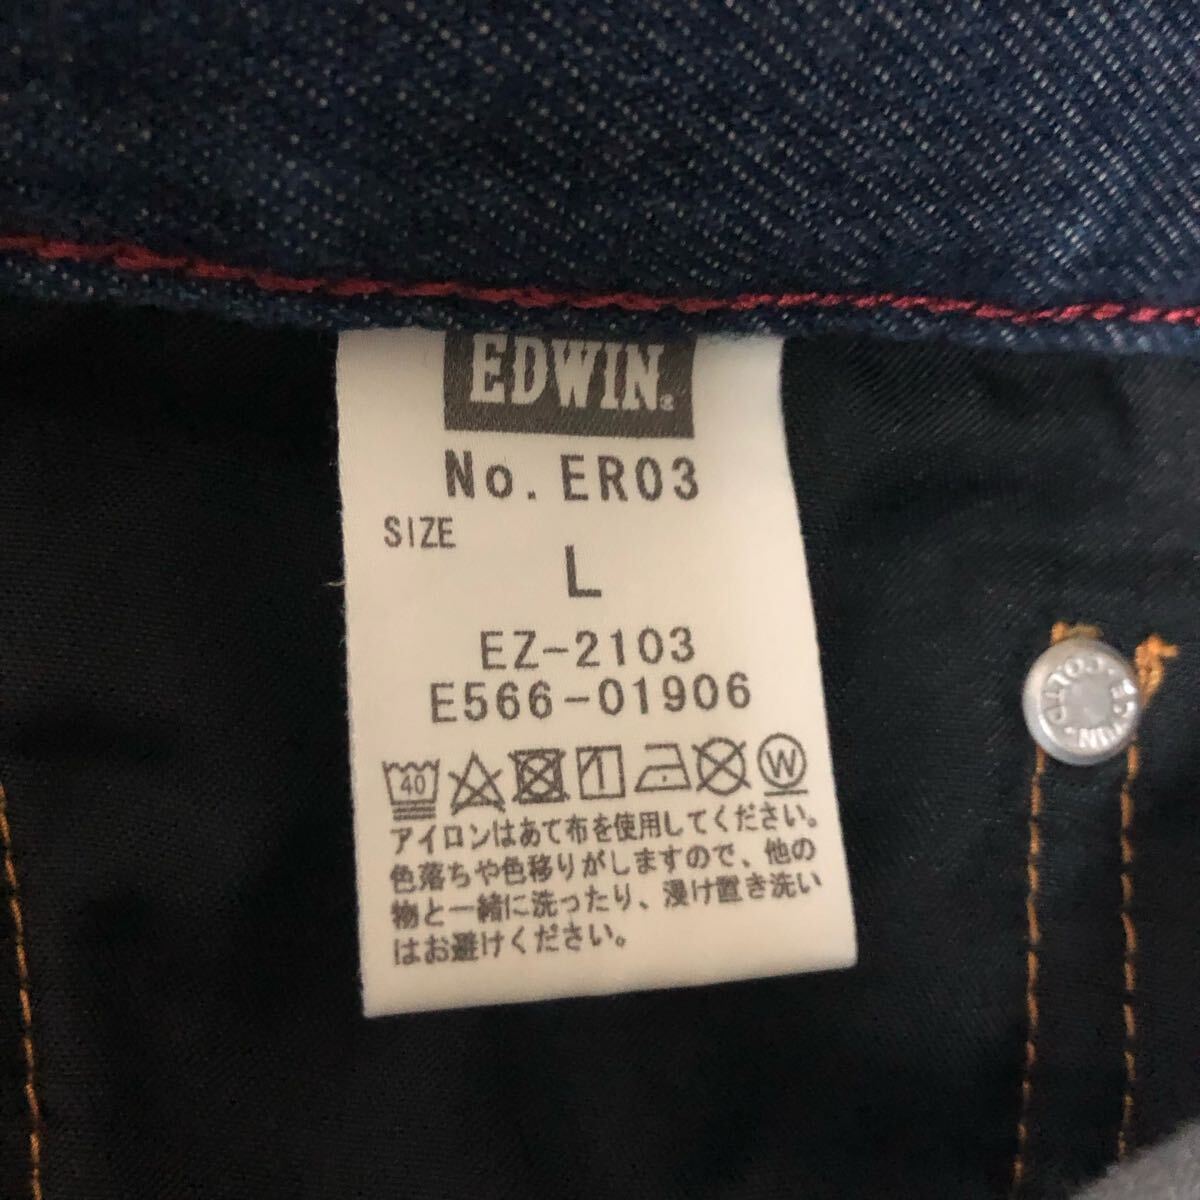 EDWIN®
No. ER03
SIZE
L
EZ-2103
E566-01906
40 W
アイロンはあて布を使用してください。
色落ちや色移りがしますので、他の
物と一緒に洗ったり、浸け置き洗い
はお避けください。
EDWIN CO LTD